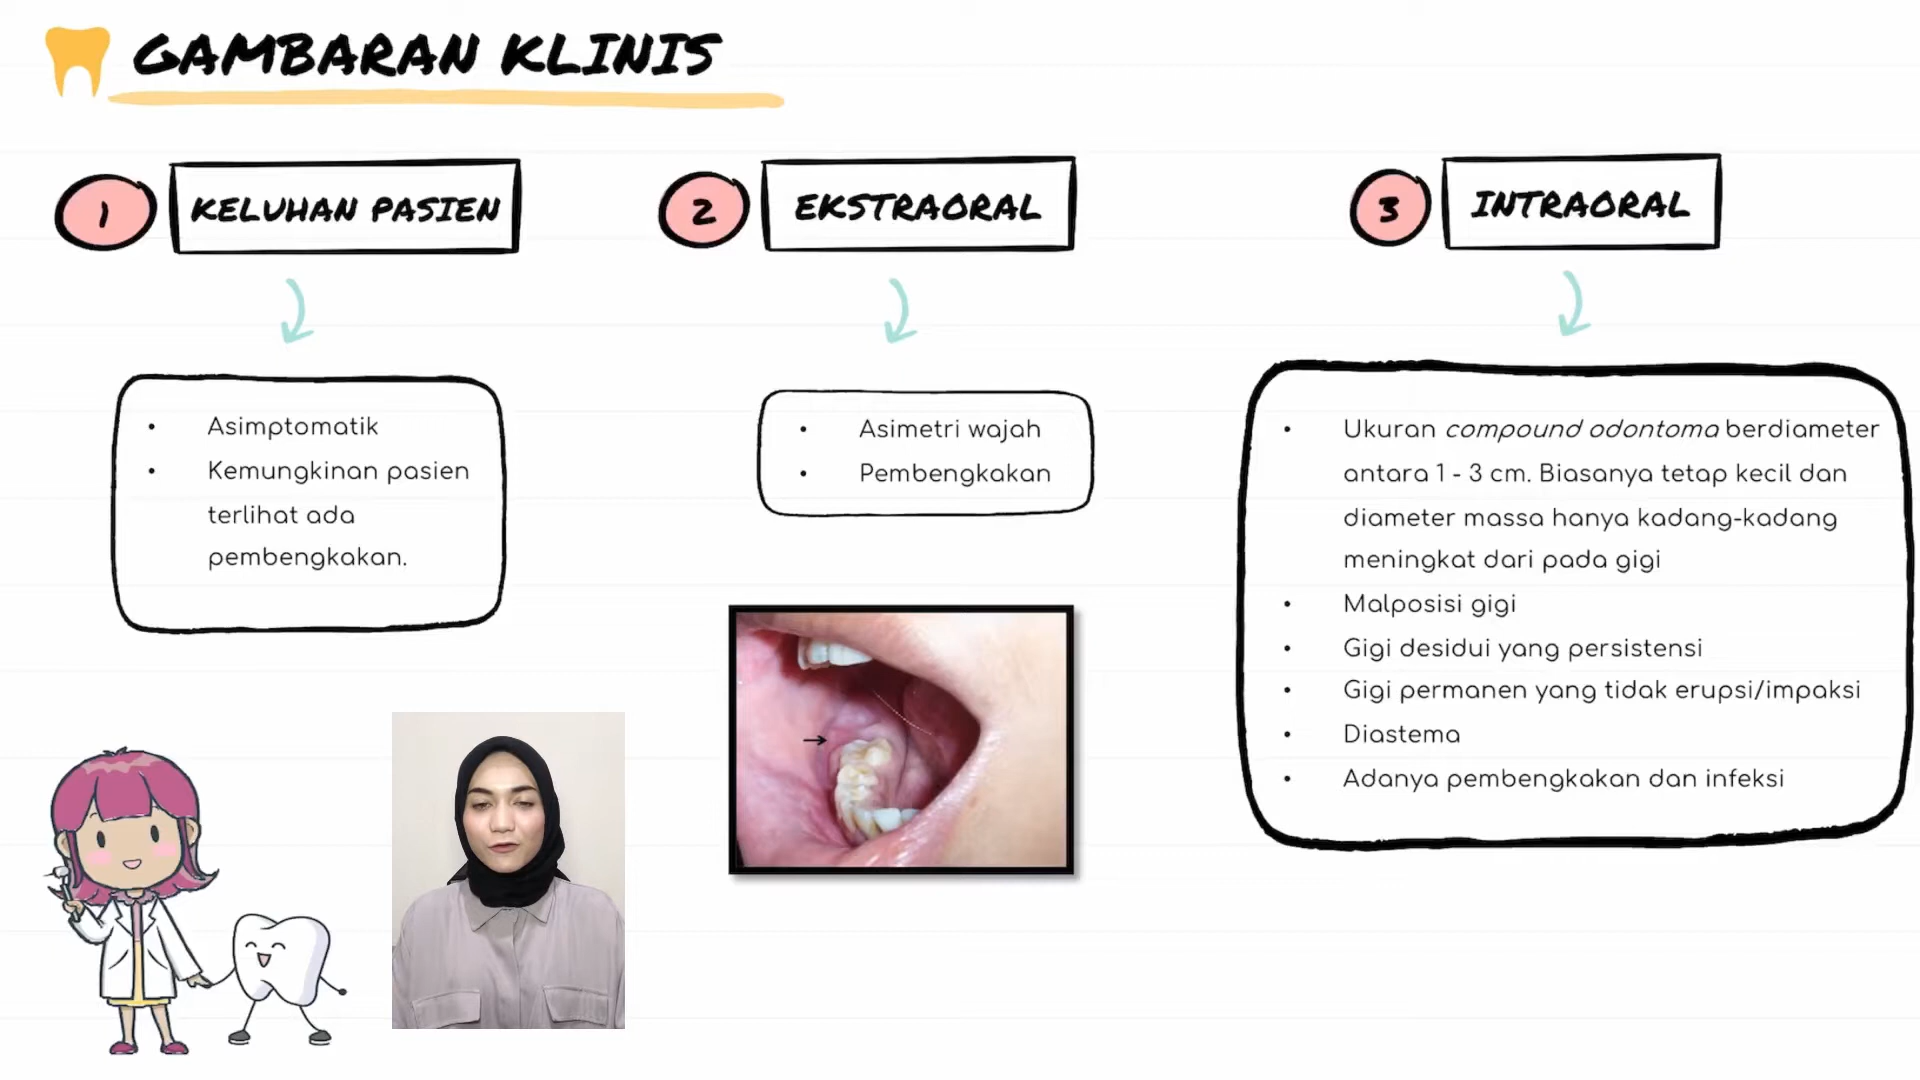 GAMBARAN KLINIS
1
KELUHAN PASIEN
• Asimptomatik
• Kemungkinan pasien
terlihat ada
pembengkakan.
2
EKSTRAORAL
• Asimetri wajah
• Pembengkakan
3
INTRAORAL
• Ukuran compound odontoma berdiameter
antara 1 - 3 cm. Biasanya tetap kecil dan
diameter massa hanya kadang-kadang
meningkat dari pada gigi
• Malposisi gigi
• Gigi desidui yang persistensi
• Gigi permanen yang tidak erupsi/impaksi
• Diastema
• Adanya pembengkakan dan infeksi